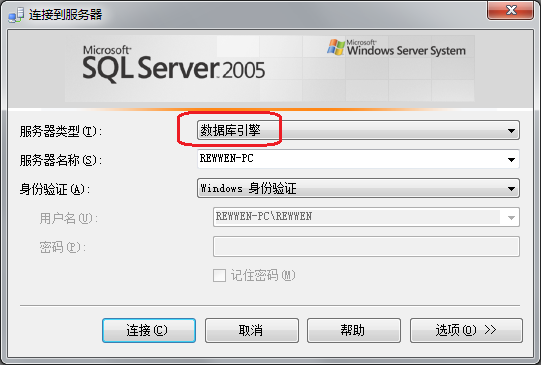 连接到服务器
Microsoft
SQL Server 2005
Microsoft
Windows Server System
服务器类型(T): 数据库引擎
服务器名称(S): REWWEN-PC
身份验证(A): Windows 身份验证
用户名(U): REWWEN-PC\REWWEN
密码(P):
记住密码(M)
连接(C) 取消 帮助 选项(O) >>